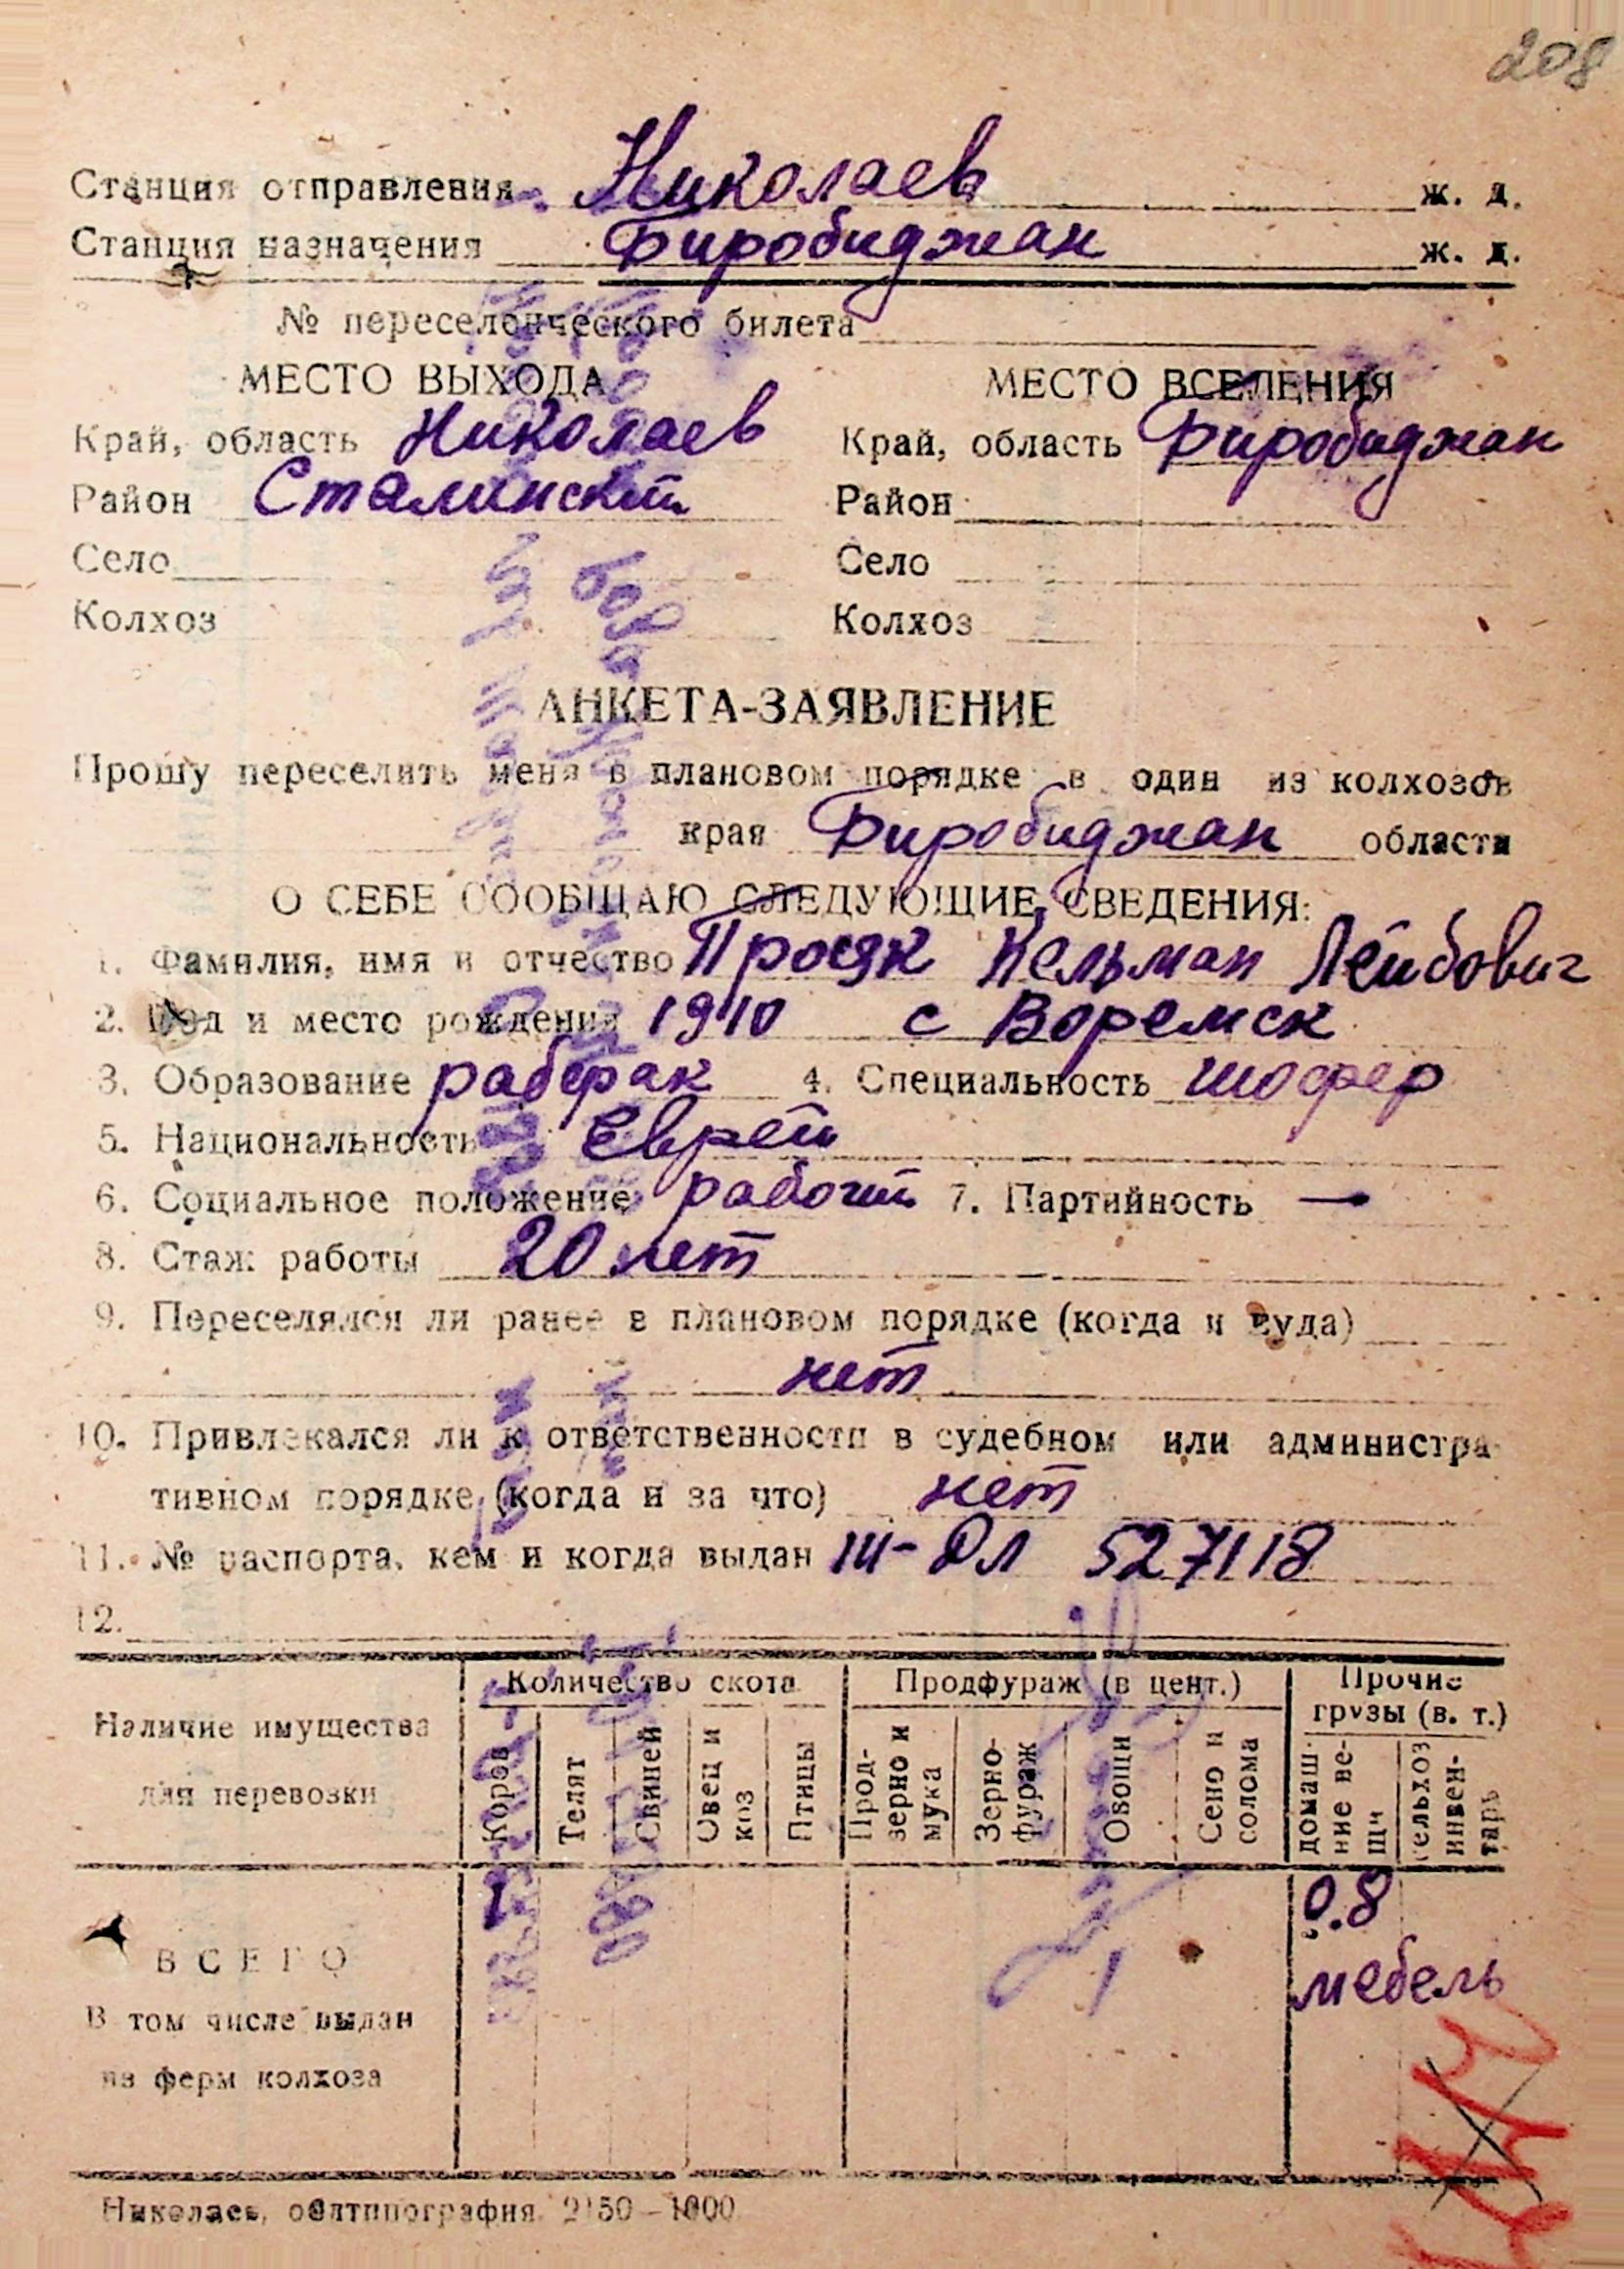 208
Станция отправления Николаев ж. д.
Станция назначения Биробиджан ж. д.
№ переселенческого билета
МЕСТО ВЫХОДА МЕСТО ВСЕЛЕНИЯ
Край, область Николаев Край, область Биробиджан
Район Сталинский Район
Село Село
Колхоз Колхоз
АНКЕТА-ЗАЯВЛЕНИЕ
Прошу переселить меня в плановом порядке в один из колхозов
края Биробиджан области
О СЕБЕ СООБЩАЮ СЛЕДУЮЩИЕ СВЕДЕНИЯ:
1. Фамилия, имя и отчество Кельман Лейбович
2. Год и место рождения 1910 с Воремск
3. Образование рабфак 4. Специальность шофер
5. Национальность Еврей
6. Социальное положение рабочий 7. Партийность —
8. Стаж работы 20 лет
9. Переселялся ли ранее в плановом порядке (когда и куда)
нет
10. Привлекался ли к ответственности в судебном или администра-
тивном порядке (когда и за что) нет
11. № паспорта, кем и когда выдан III-ДЛ 527118
12.
Наличие имущества
для перевозки
Количество скота
Коров
Телят
Свиней
Овец и
коз
Птицы
Продфураж (в цент.)
Прод-
зерно и
мука
Зерно-
фураж
Овощи
Сено и
солома
Прочие
грузы (в. т.)
домаш-
ние ве-
щи
сельхоз
инвен-
тарь
ВСЕГО 1 0.8
мебель
В том числе выдан
из ферм колхоза
Николаев, облтипография 2150—1000